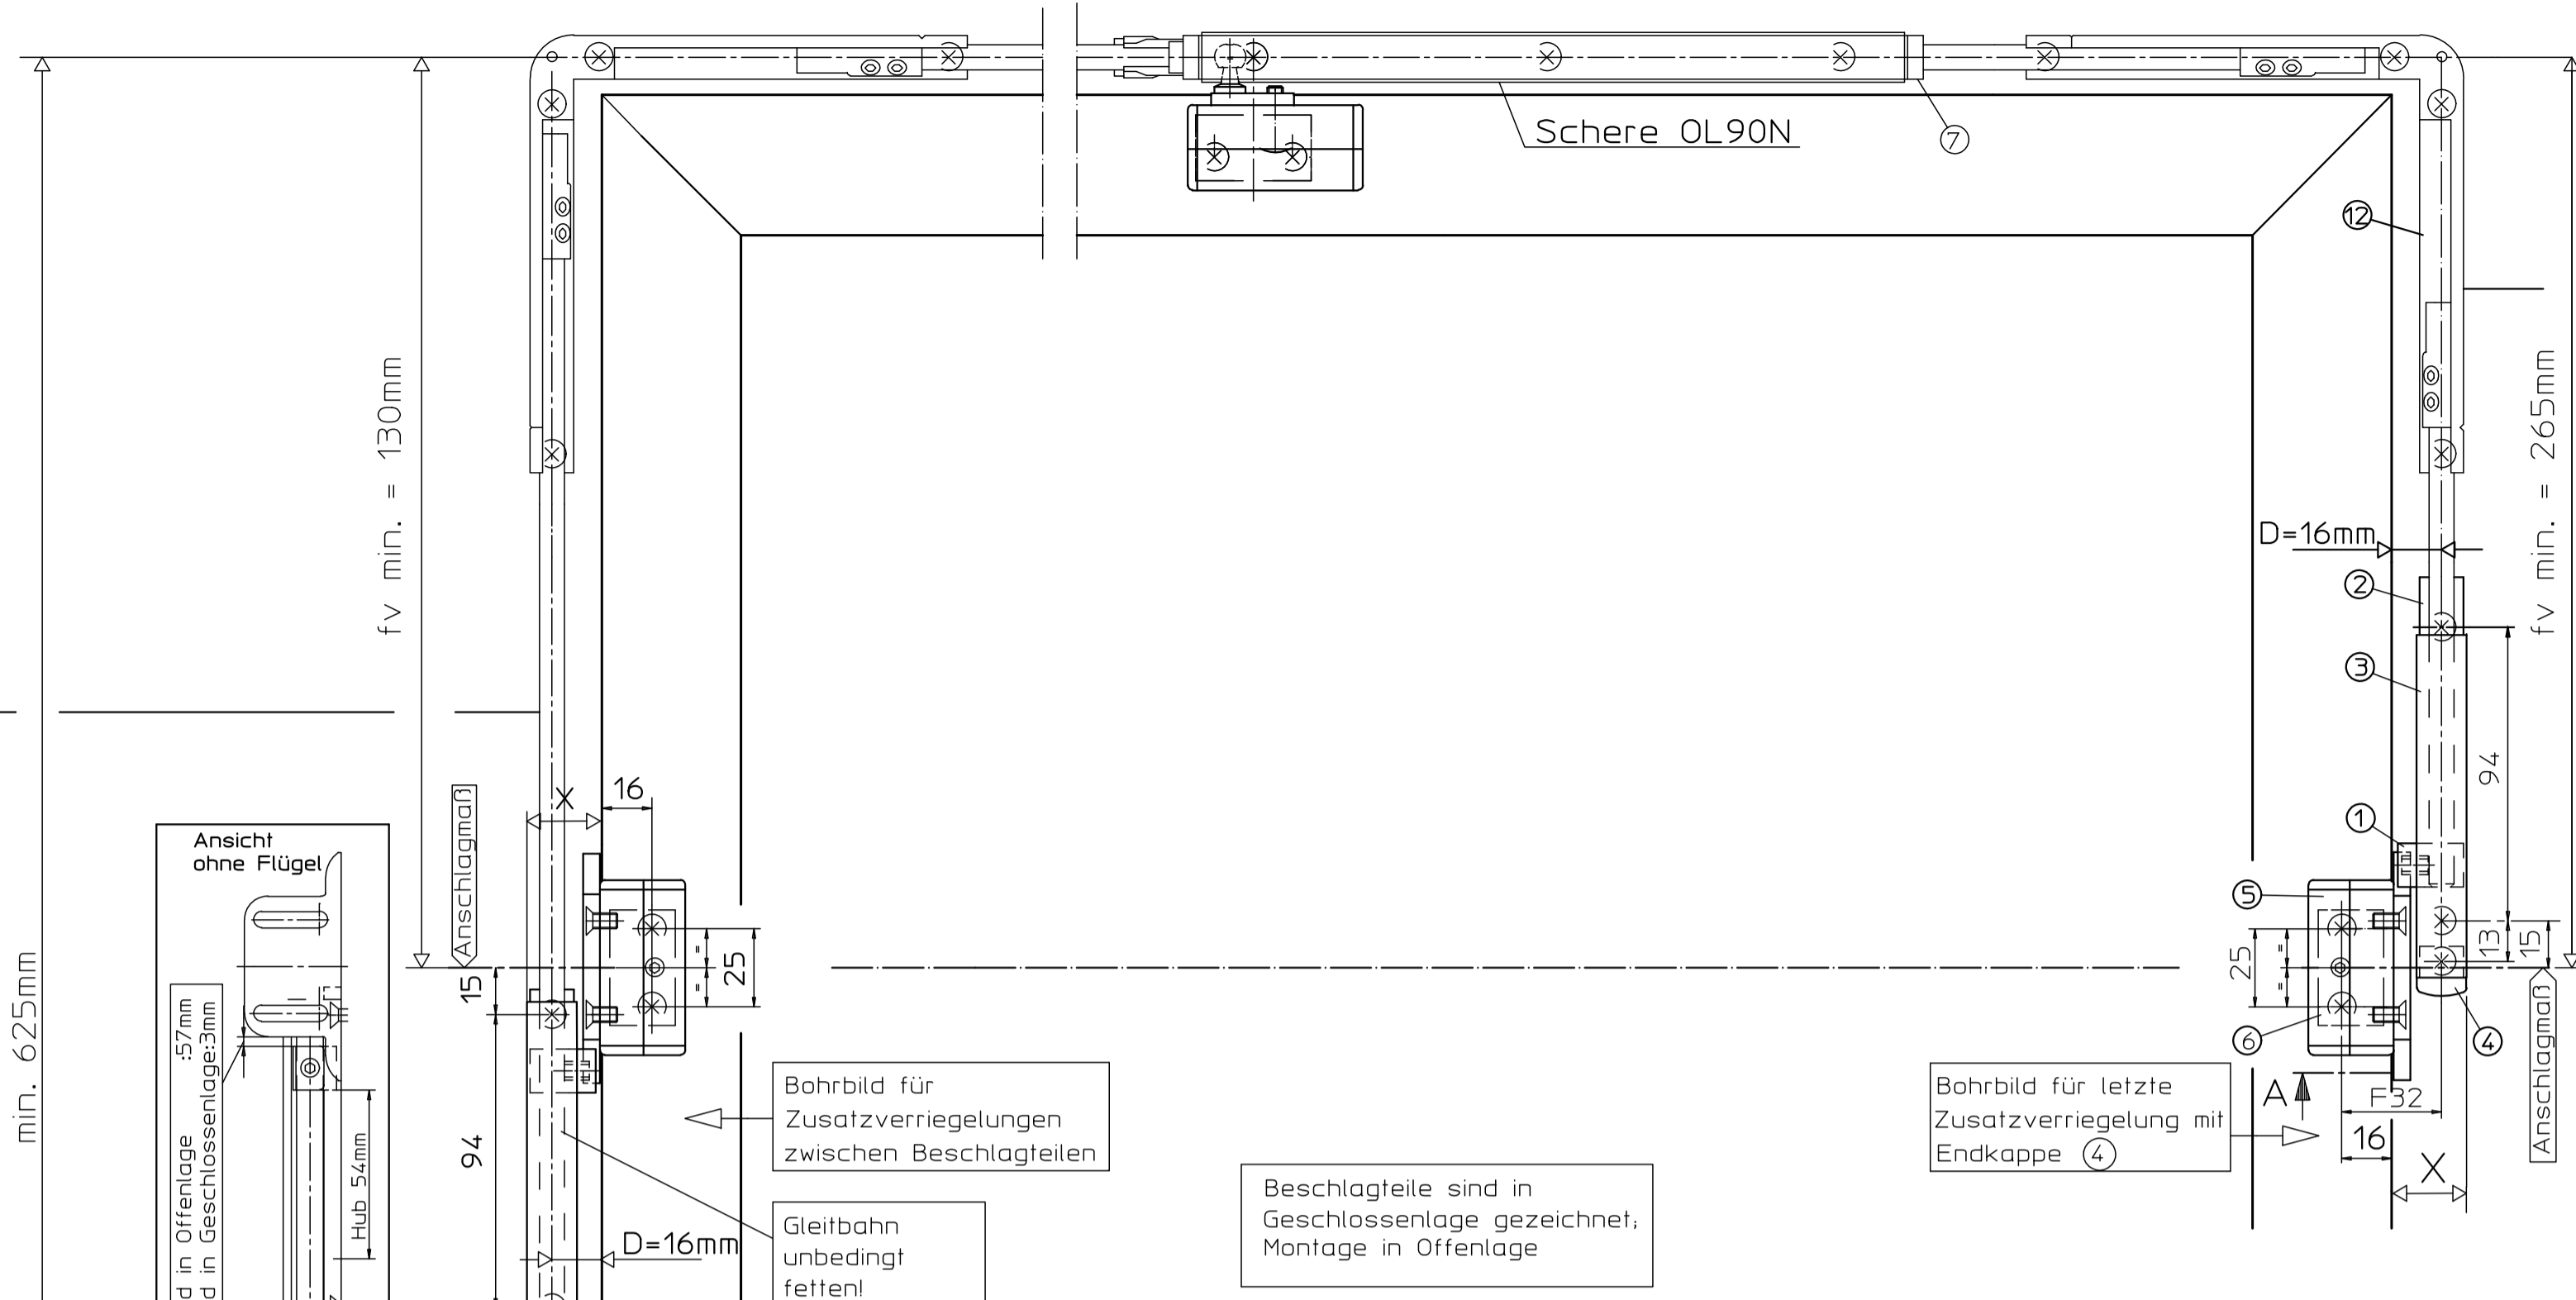 Schere OL90N
7
12
fv min. = 130mm
fv min. = 265mm
D=16mm
2
3
94
1
13
15
Anschlagmaß
5
25
=
=
6
4
A
F32
16
X
Bohrbild für letzte
Zusatzverriegelung mit
Endkappe 4
min. 625mm
Anschlagmaß
X
16
=
=
25
15
94
D=16mm
Ansicht
ohne Flügel
d in Offenlage :57mm
d in Geschlossenlage:3mm
Hub 54mm
Bohrbild für
Zusatzverriegelungen
zwischen Beschlagteilen
Gleitbahn
unbedingt
fetten!
Beschlagteile sind in
Geschlossenlage gezeichnet;
Montage in Offenlage